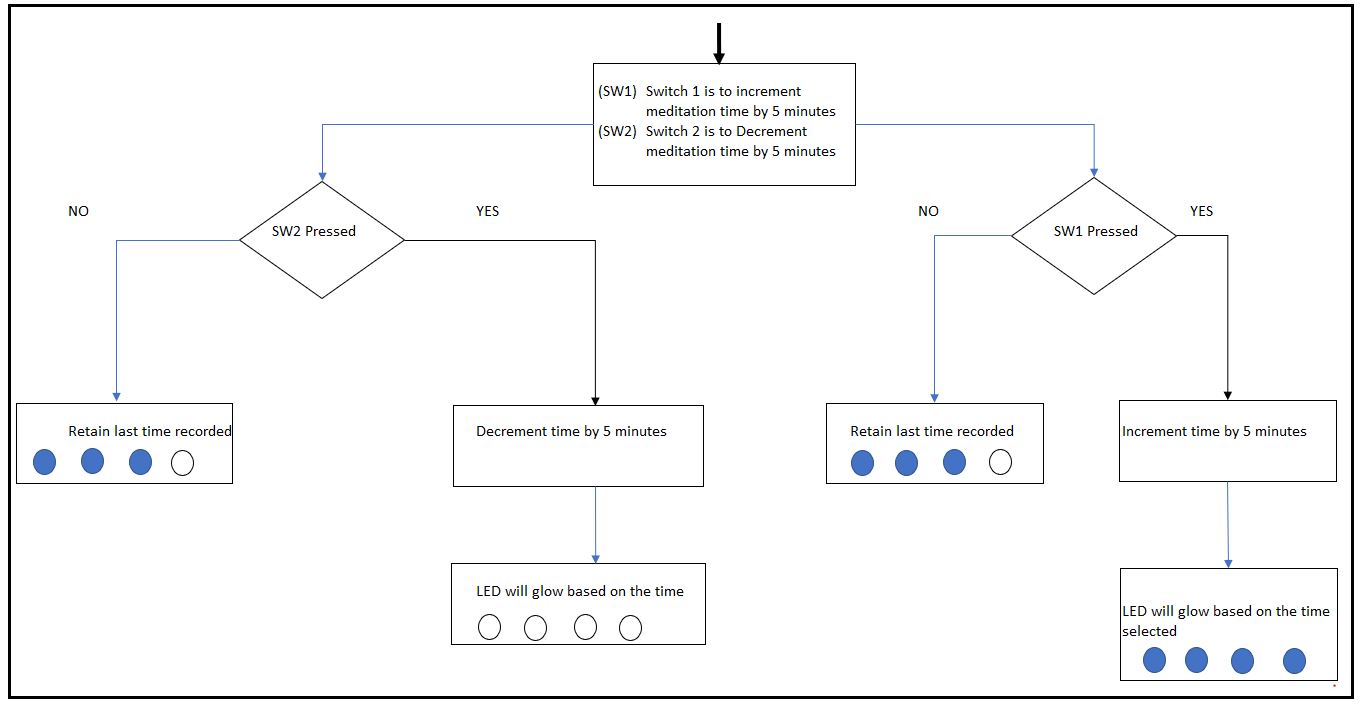 (SW1) Switch 1 is to increment
meditation time by 5 minutes
(SW2) Switch 2 is to Decrement
meditation time by 5 minutes
NO
YES
NO
YES
SW2 Pressed
SW1 Pressed
Retain last time recorded
Decrement time by 5 minutes
Retain last time recorded
Increment time by 5 minutes
LED will glow based on the time
LED will glow based on the time
selected